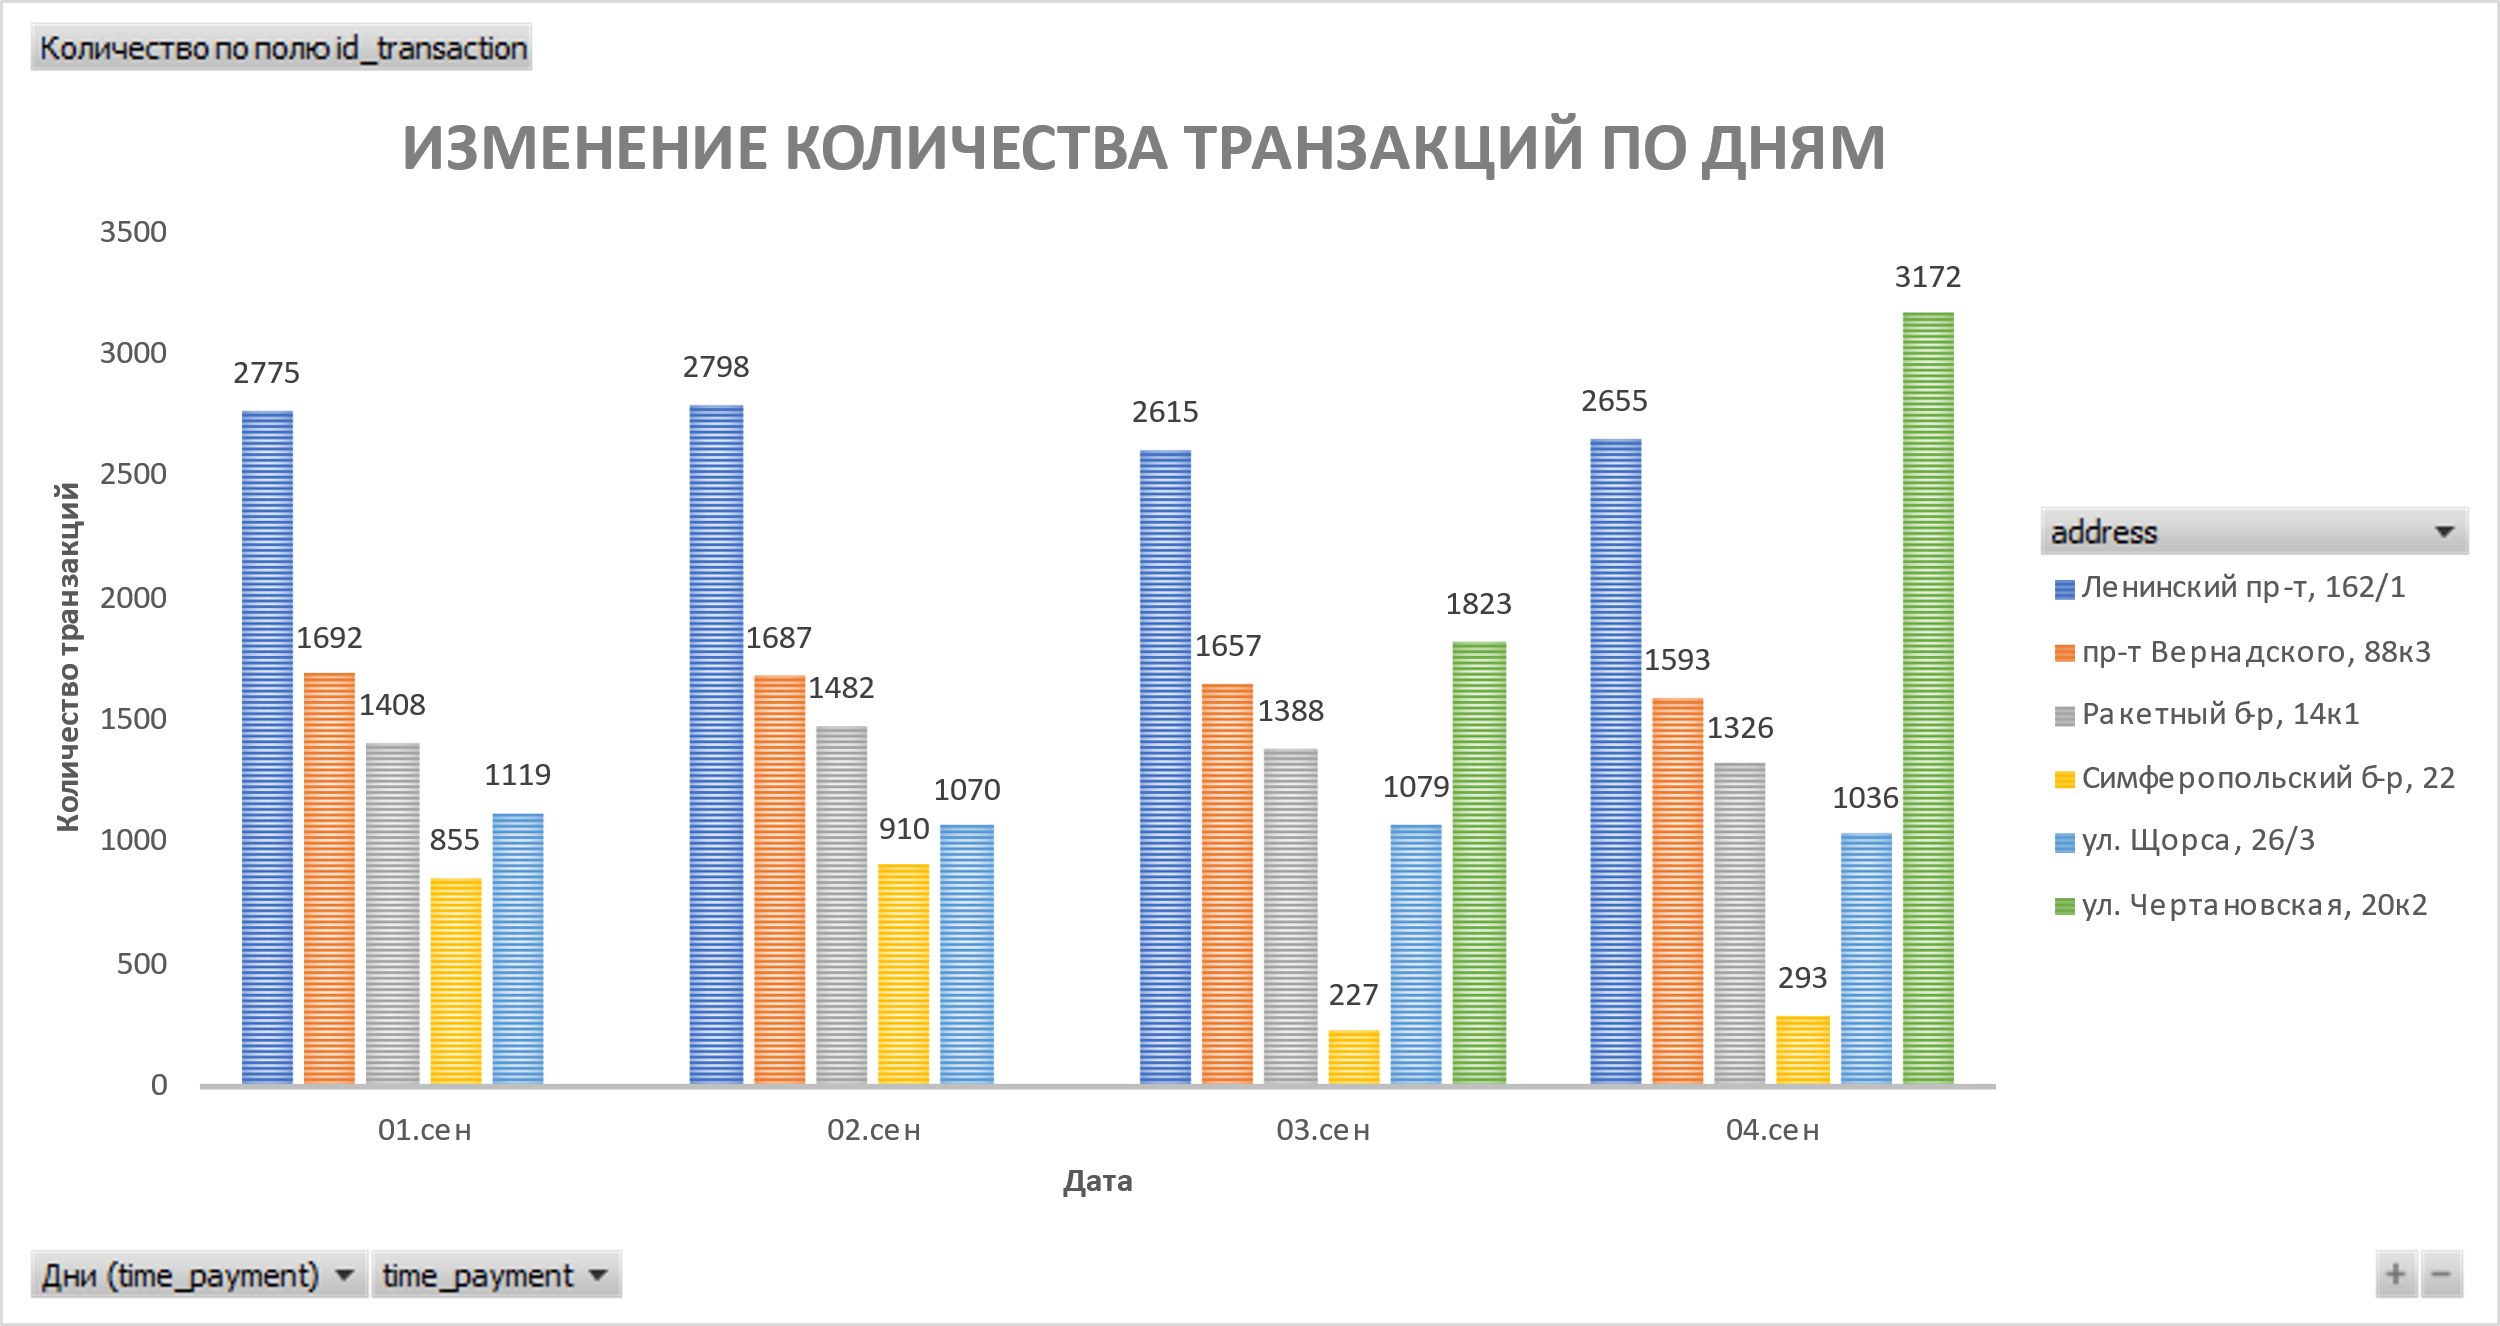 Количество по полю id_transaction
ИЗМЕНЕНИЕ КОЛИЧЕСТВА ТРАНЗАКЦИЙ ПО ДНЯМ
Количество транзакций
3500
3000
2500
2000
1500
1000
500
0
2775
1692
1408
855
1119
2798
1687
1482
910
1070
2615
1657
1388
227
1079
1823
2655
1593
1326
293
1036
3172
01.сен
02.сен
03.сен
04.сен
Дата
address
Ленинский пр-т, 162/1
пр-т Вернадского, 88к3
Ракетный б-р, 14к1
Симферопольский б-р, 22
ул. Щорса, 26/3
ул. Чертановская, 20к2
Дни (time_payment)
time_payment
+
−